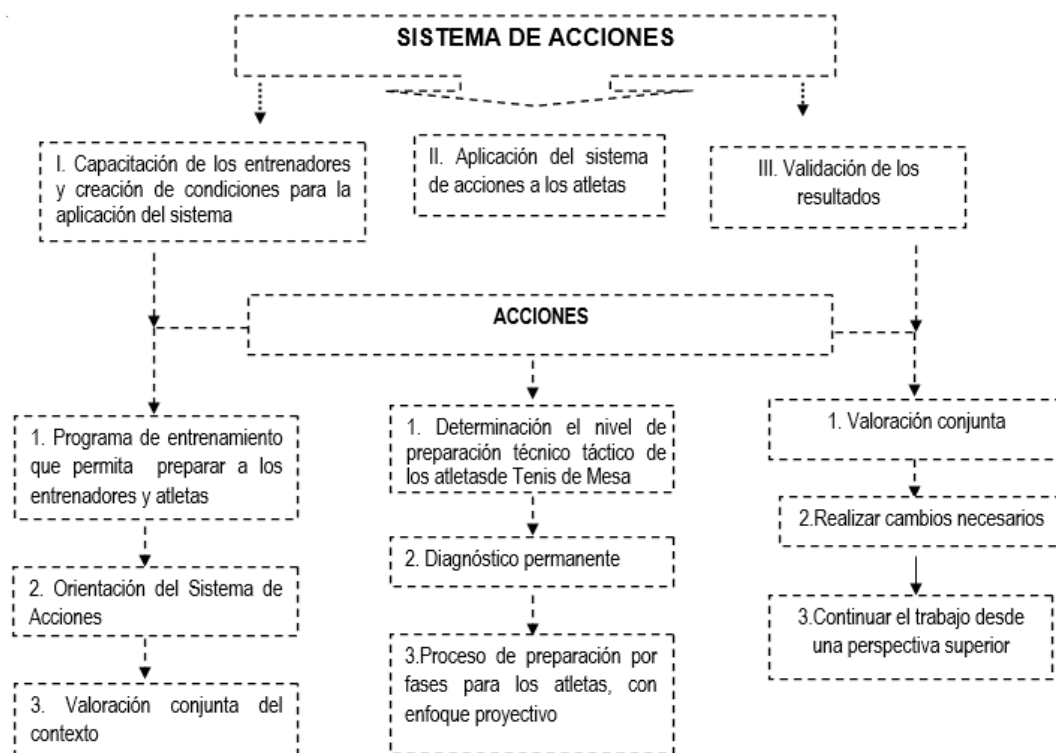 SISTEMA DE ACCIONES
I. Capacitación de los entrenadores
y creación de condiciones para la
aplicación del sistema
II. Aplicación del sistema
de acciones a los atletas
III. Validación de los
resultados
ACCIONES
1. Programa de entrenamiento
que permita preparar a los
entrenadores y atletas
2. Orientación del Sistema de
Acciones
3. Valoración conjunta del
contexto
1. Determinación el nivel de
preparación técnico táctico de
los atletasde Tenis de Mesa
2. Diagnóstico permanente
3.Proceso de preparación por
fases para los atletas, con
enfoque proyectivo
1. Valoración conjunta
2.Realizar cambios necesarios
3.Continuar el trabajo desde
una perspectiva superior